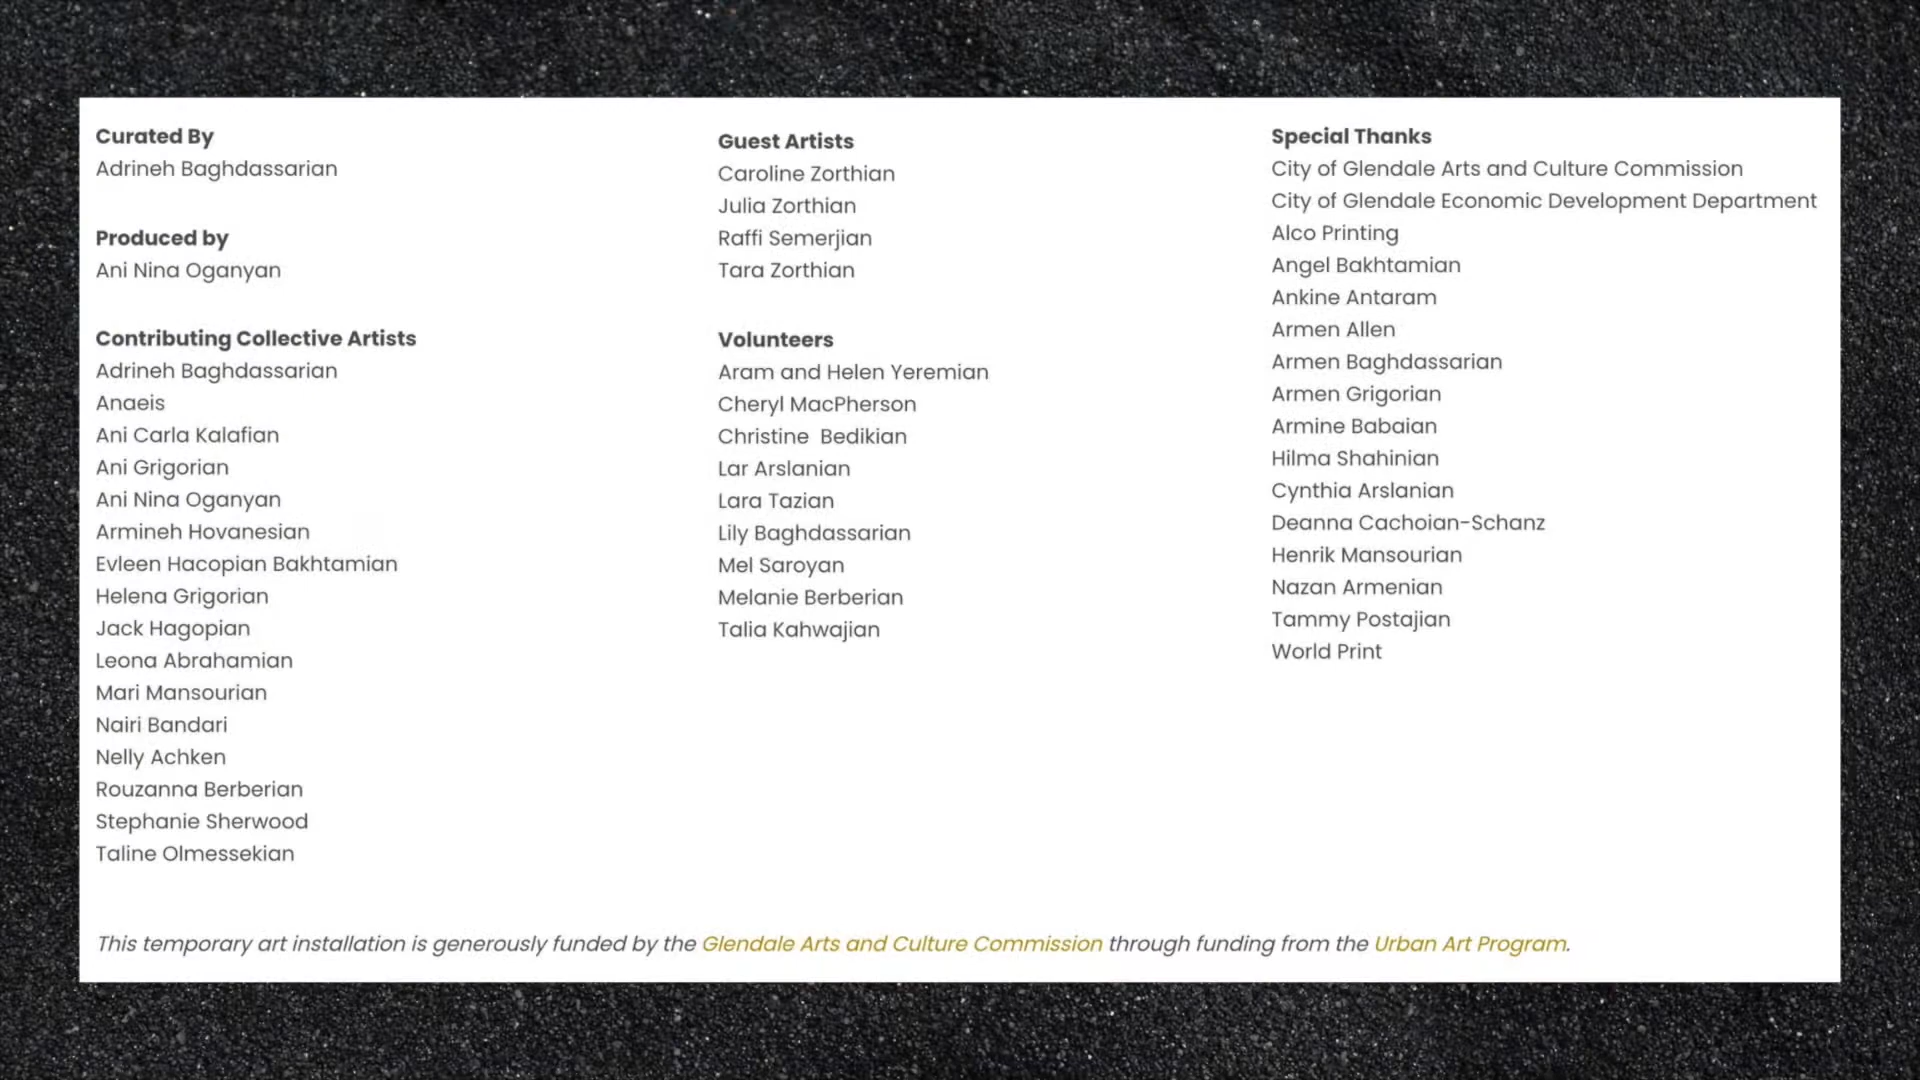 Curated By
Adrineh Baghdassarian
Produced by
Ani Nina Oganyan
Contributing Collective Artists
Adrineh Baghdassarian
Anaeis
Ani Carla Kalafian
Ani Grigorian
Ani Nina Oganyan
Armineh Hovanesian
Evleen Hacopian Bakhtamian
Helena Grigorian
Jack Hagopian
Leona Abrahamian
Mari Mansourian
Nairi Bandari
Nelly Achken
Rouzanna Berberian
Stephanie Sherwood
Taline Olmessekian
Guest Artists
Caroline Zorthian
Julia Zorthian
Raffi Semerjian
Tara Zorthian
Volunteers
Aram and Helen Yeremian
Cheryl MacPherson
Christine  Bedikian
Lar Arslanian
Lara Tazian
Lily Baghdassarian
Mel Saroyan
Melanie Berberian
Talia Kahwajian
Special Thanks
City of Glendale Arts and Culture Commission
City of Glendale Economic Development Department
Alco Printing
Angel Bakhtamian
Ankine Antaram
Armen Allen
Armen Baghdassarian
Armen Grigorian
Armine Babaian
Hilma Shahinian
Cynthia Arslanian
Deanna Cachoian-Schanz
Henrik Mansourian
Nazan Armenian
Tammy Postajian
World Print
This temporary art installation is generously funded by the Glendale Arts and Culture Commission through funding from the Urban Art Program.